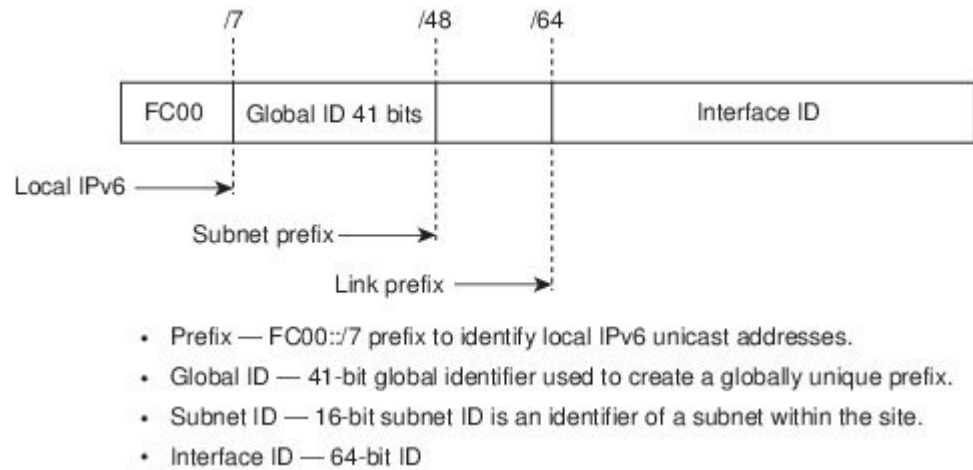 /7 /48 /64
FC00 Global ID 41 bits Interface ID
Local IPv6
Subnet prefix
Link prefix
• Prefix — FC00::/7 prefix to identify local IPv6 unicast addresses.
• Global ID — 41-bit global identifier used to create a globally unique prefix.
• Subnet ID — 16-bit subnet ID is an identifier of a subnet within the site.
• Interface ID — 64-bit ID